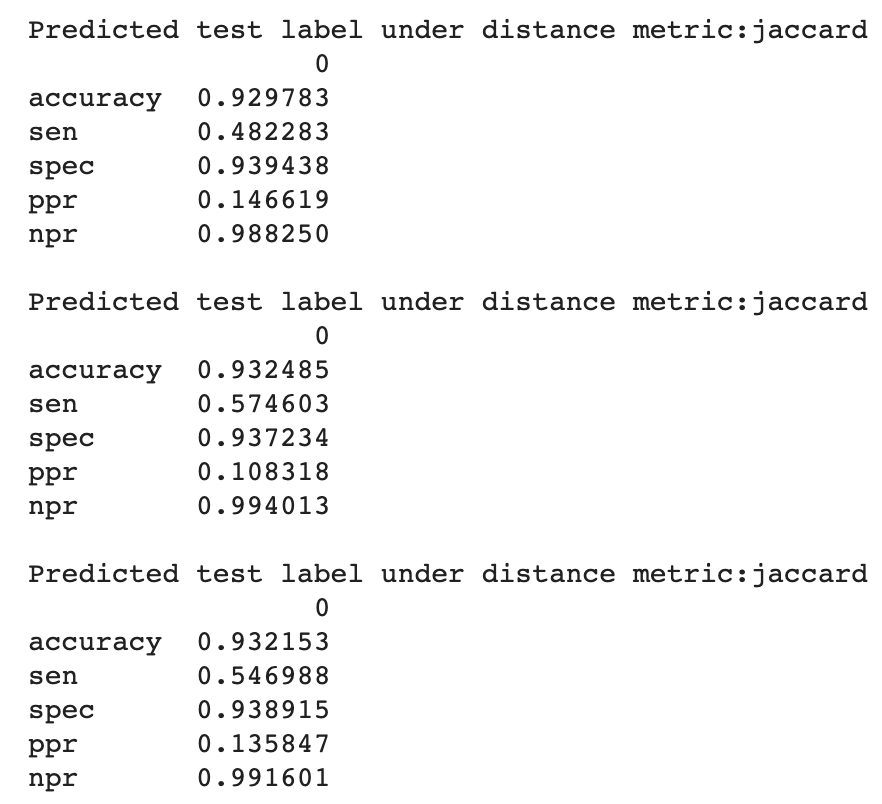 Predicted test label under distance metric:jaccard
0
accuracy 0.929783
sen 0.482283
spec 0.939438
ppr 0.146619
npr 0.988250
Predicted test label under distance metric:jaccard
0
accuracy 0.932485
sen 0.574603
spec 0.937234
ppr 0.108318
npr 0.994013
Predicted test label under distance metric:jaccard
0
accuracy 0.932153
sen 0.546988
spec 0.938915
ppr 0.135847
npr 0.991601